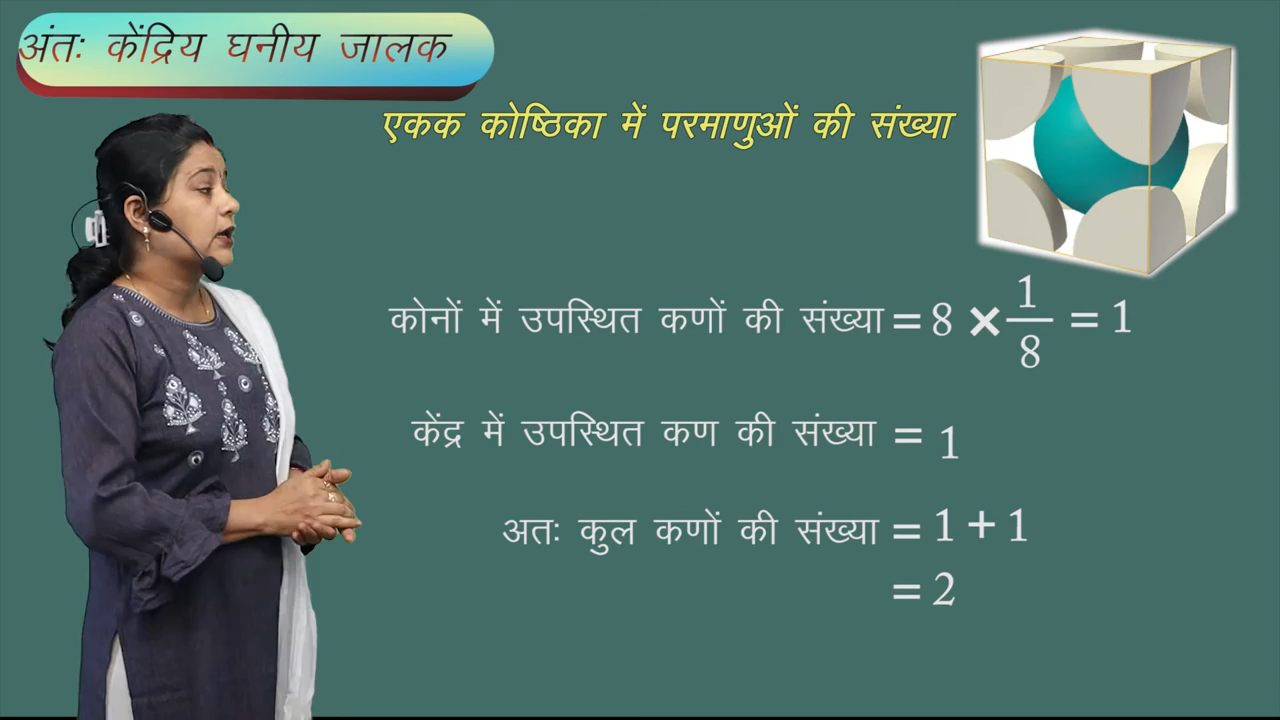 अंतः केंद्रिय घनीय जालक
एकक कोष्ठिका में परमाणुओं की संख्या
कोनों में उपस्थित कणों की संख्या = 8 × 1/8 = 1
केंद्र में उपस्थित कण की संख्या = 1
अतः कुल कणों की संख्या = 1 + 1
= 2